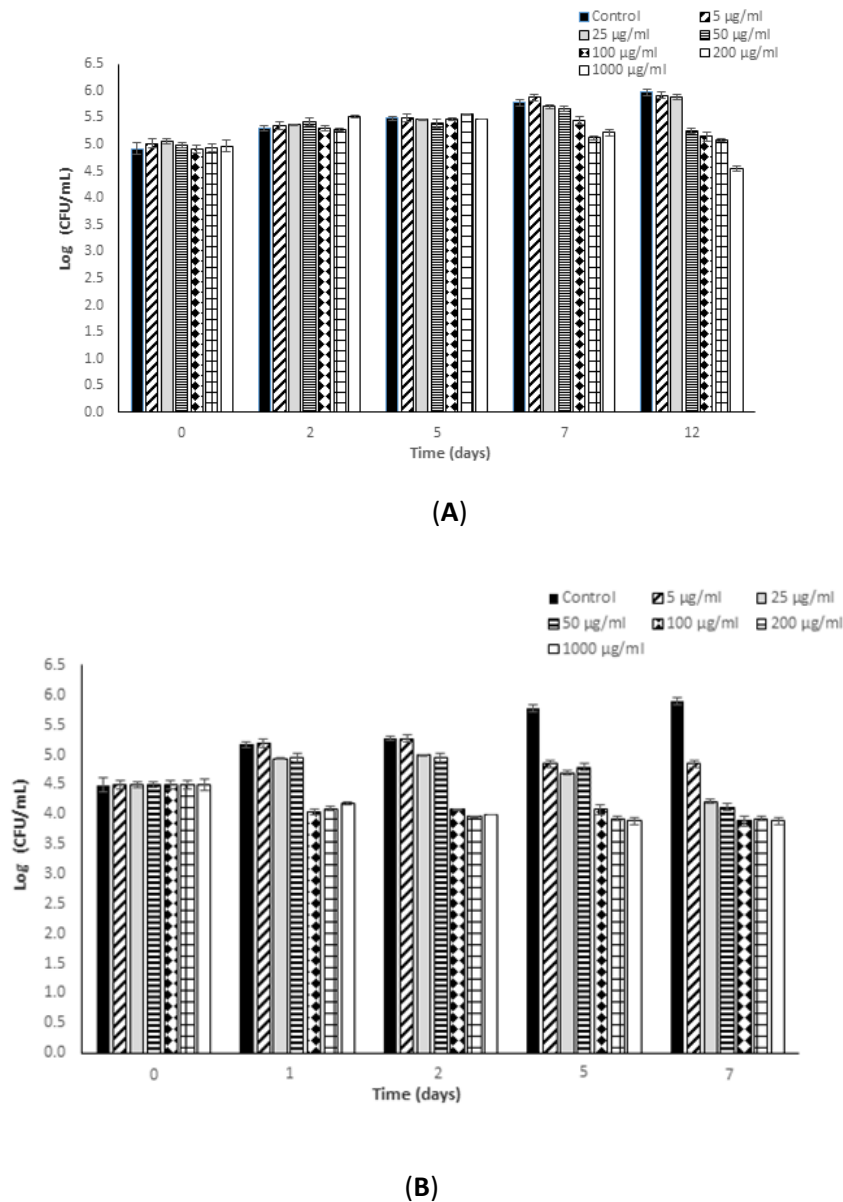 Control 5 µg/ml
25 µg/ml 50 µg/ml
100 µg/ml 200 µg/ml
1000 µg/ml
6.5
6.0
5.5
5.0
4.5
4.0
3.5
3.0
2.5
2.0
1.5
1.0
0.5
0.0
Log (CFU/mL)
0 2 5 7 12
Time (days)
(A)
Control 5 µg/ml 25 µg/ml
50 µg/ml 100 µg/ml 200 µg/ml
1000 µg/ml
6.5
6.0
5.5
5.0
4.5
4.0
3.5
3.0
2.5
2.0
1.5
1.0
0.5
0.0
Log (CFU/mL)
0 1 2 5 7
Time (days)
(B)